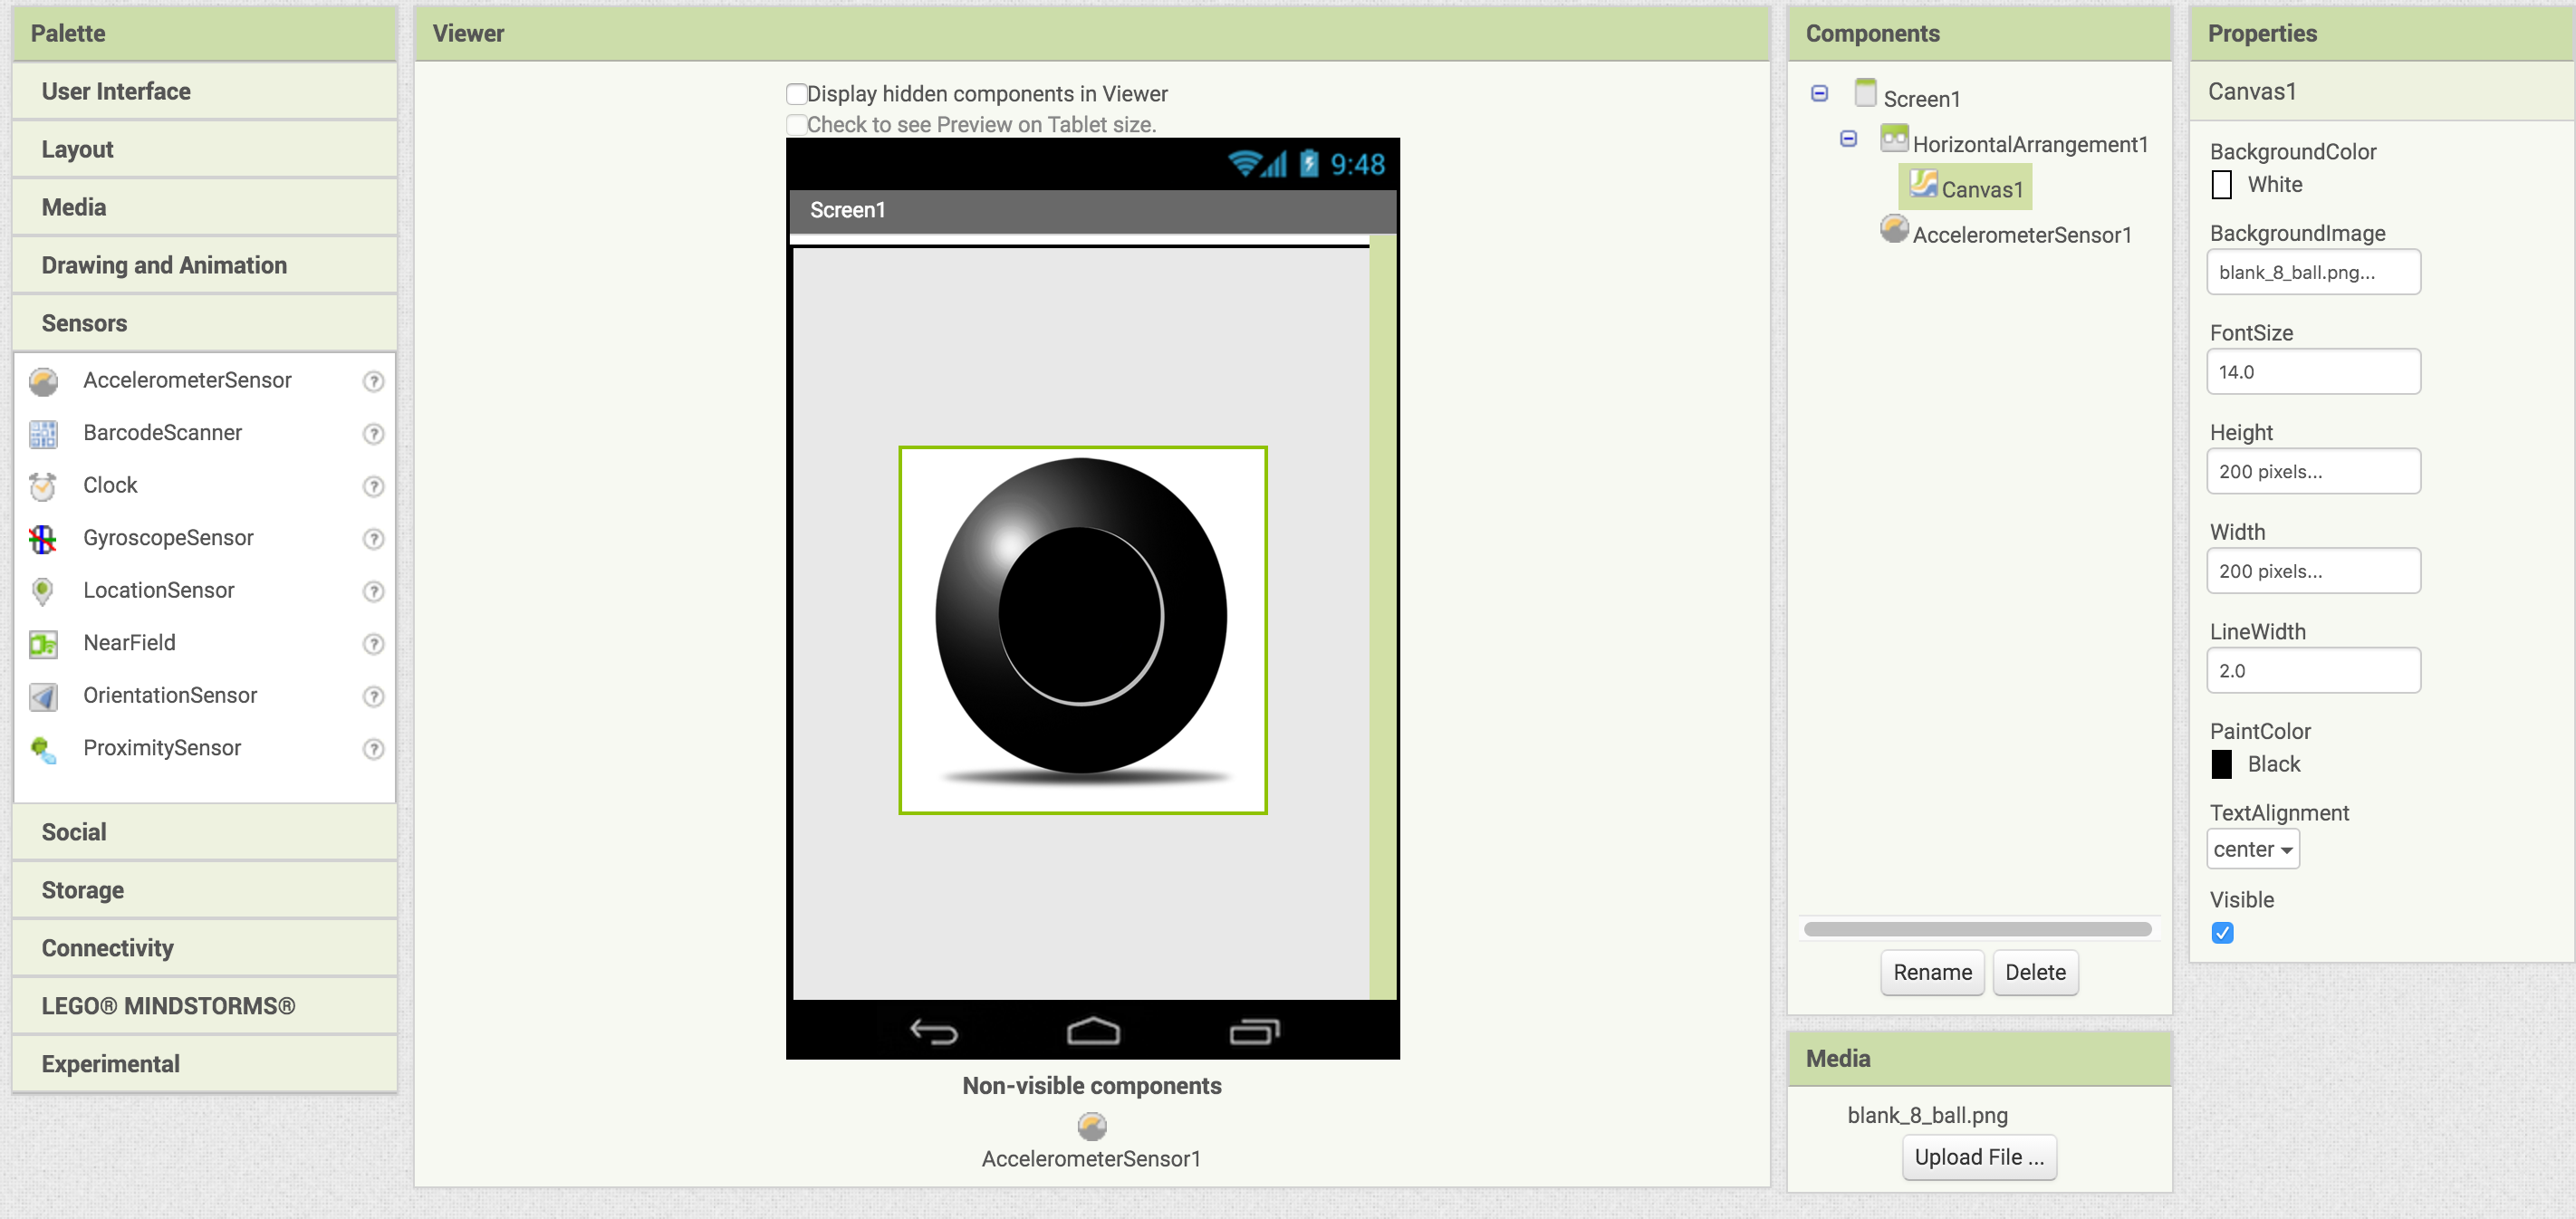 Palette
User Interface
Layout
Media
Drawing and Animation
Sensors
AccelerometerSensor ?
BarcodeScanner ?
Clock ?
GyroscopeSensor ?
LocationSensor ?
NearField ?
OrientationSensor ?
ProximitySensor ?
Social
Storage
Connectivity
LEGO® MINDSTORMS®
Experimental
Viewer
Display hidden components in Viewer
Check to see Preview on Tablet size.
9:48
Screen1
Non-visible components
AccelerometerSensor1
Components
Screen1
HorizontalArrangement1
Canvas1
AccelerometerSensor1
Rename Delete
Media
blank_8_ball.png
Upload File ...
Properties
Canvas1
BackgroundColor
White
BackgroundImage
blank_8_ball.png...
FontSize
14.0
Height
200 pixels...
Width
200 pixels...
LineWidth
2.0
PaintColor
Black
TextAlignment
center
Visible